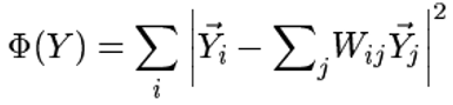 Φ(Y) = ∑_i |Y⃗_i − ∑_j W_ij Y⃗_j|²